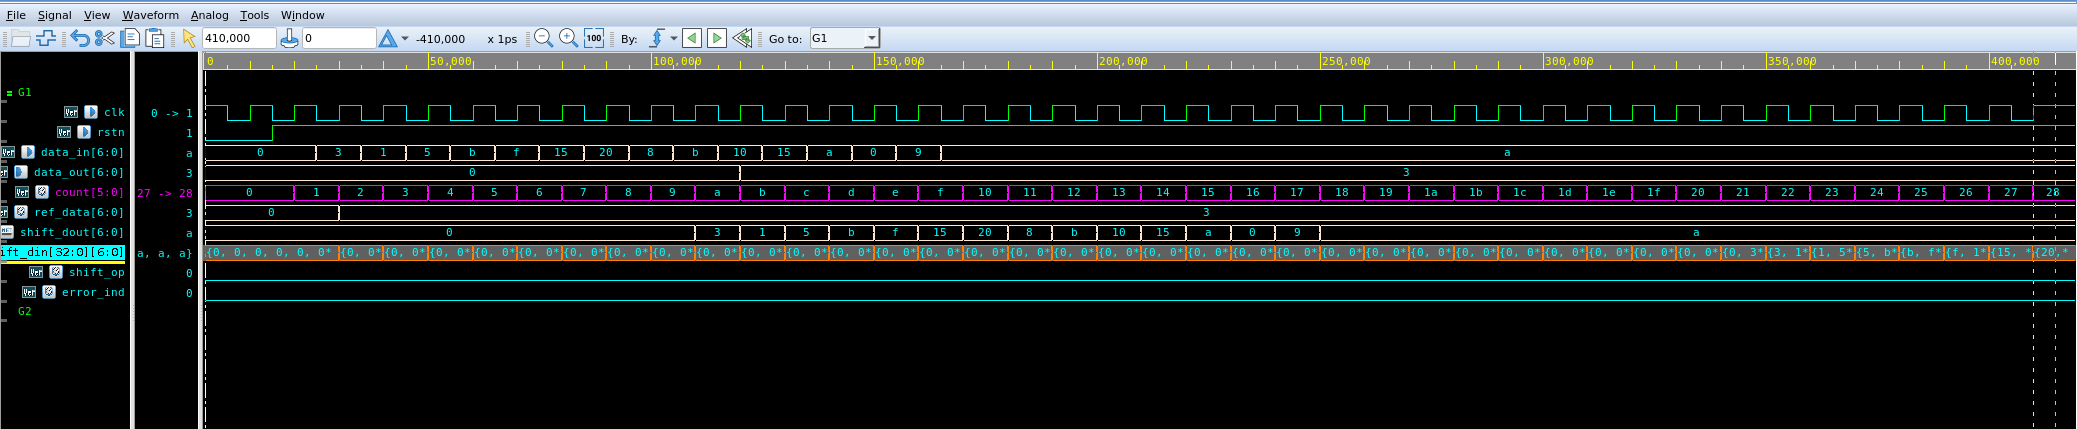 File Signal View Waveform Analog Tools Window
410,000 0 -410,000 x 1ps 100 By: Go to: G1
0 50,000 100,000 150,000 200,000 250,000 300,000 350,000 400,000
G1
clk 0 -> 1
rstn 1
data_in[6:0] a 0 3 1 5 b f 15 20 8 b 10 15 a 0 9 a
data_out[6:0] 3 0 3
count[5:0] 27 -> 28 0 1 2 3 4 5 6 7 8 9 a b c d e f 10 11 12 13 14 15 16 17 18 19 1a 1b 1c 1d 1e 1f 20 21 22 23 24 25 26 27 28
ref_data[6:0] 3 0 3
shift_dout[6:0] a 0 3 1 5 b f 15 20 8 b 10 15 a 0 9 a
ift_din[32:0][6:0] a, a, a} {0, 0, 0, 0, 0, 0* {0, 0* {0, 0* {0, 0* {0, 0* {0, 0* {0, 0* {0, 0* {0, 0* {0, 0* {0, 0* {0, 0* {0, 0* {0, 0* {0, 0* {0, 0* {0, 0* {0, 0* {0, 0* {0, 0* {0, 0* {0, 0* {0, 0* {0, 0* {0, 0* {0, 0* {0, 0* {0, 0* {0, 0* {0, 0* {0, 0* {0, 0* {0, 3* {3, 1* {1, 5* {5, b* {b, f* {f, 1* {15, * {20,*
shift_op 0
error_ind 0
G2